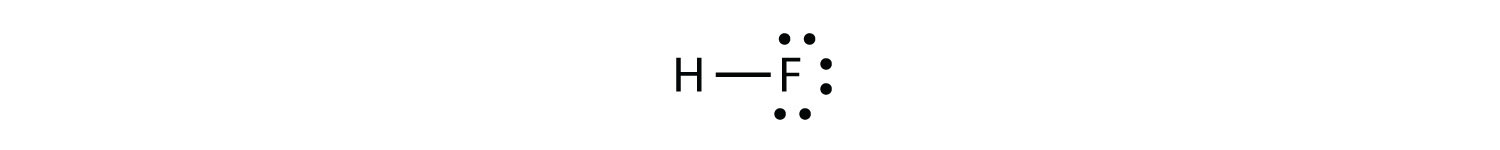 H — F